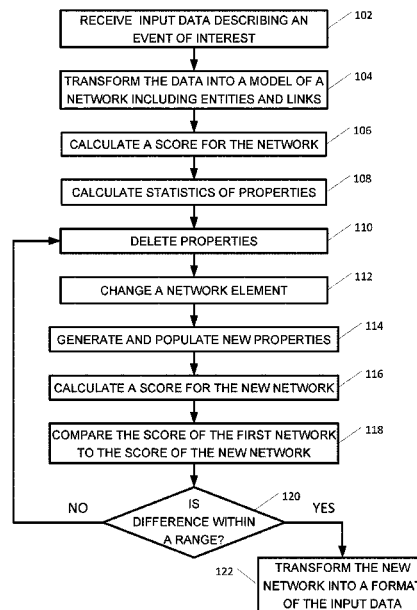 RECEIVE INPUT DATA DESCRIBING AN
EVENT OF INTEREST
102
TRANSFORM THE DATA INTO A MODEL OF A
NETWORK INCLUDING ENTITIES AND LINKS
104
CALCULATE A SCORE FOR THE NETWORK
106
CALCULATE STATISTICS OF PROPERTIES
108
DELETE PROPERTIES
110
CHANGE A NETWORK ELEMENT
112
GENERATE AND POPULATE NEW PROPERTIES
114
CALCULATE A SCORE FOR THE NEW NETWORK
116
COMPARE THE SCORE OF THE FIRST NETWORK
TO THE SCORE OF THE NEW NETWORK
118
120
NO
IS
DIFFERENCE WITHIN
A RANGE?
YES
122
TRANSFORM THE NEW
NETWORK INTO A FORMAT
OF THE INPUT DATA